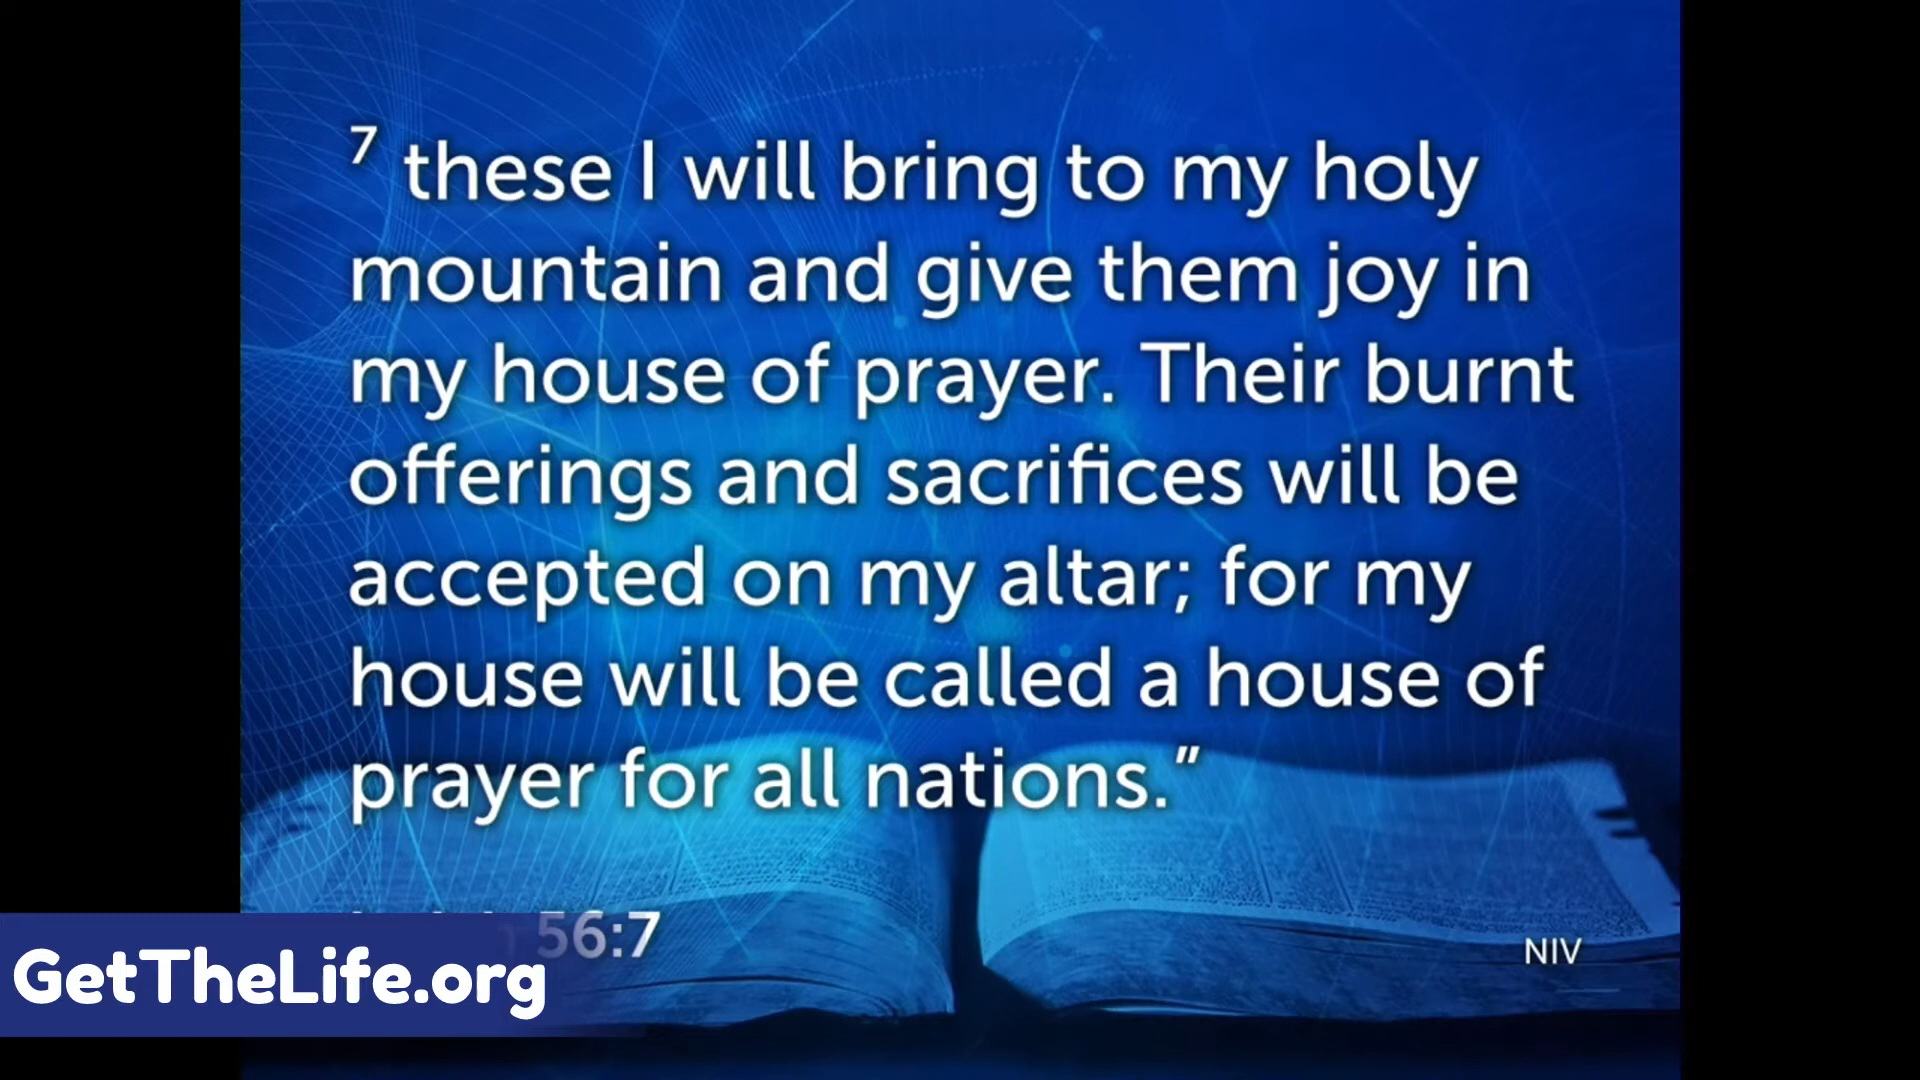 7 these I will bring to my holy
mountain and give them joy in
my house of prayer. Their burnt
offerings and sacrifices will be
accepted on my altar; for my
house will be called a house of
prayer for all nations.”
56:7
NIV
GetTheLife.org